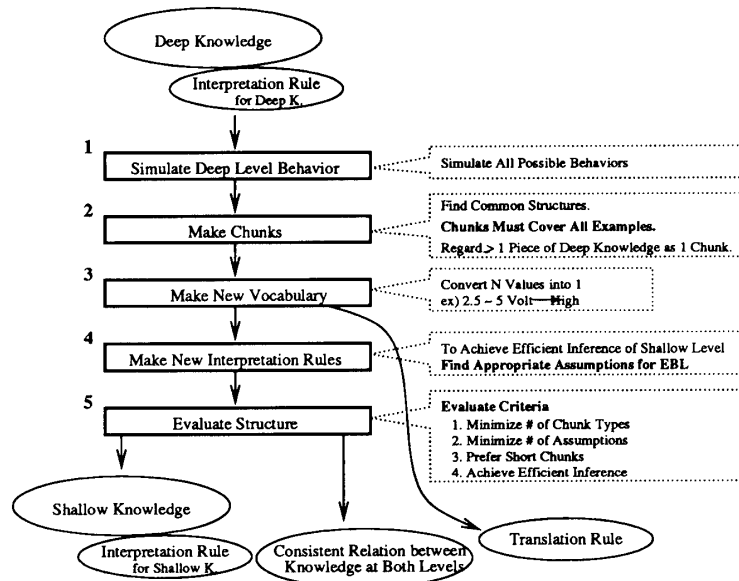 Deep Knowledge
Interpretation Rule
for Deep K.
1
Simulate Deep Level Behavior
Simulate All Possible Behaviors
2
Make Chunks
Find Common Structures.
Chunks Must Cover All Examples.
Regard > 1 Piece of Deep Knowledge as 1 Chunk.
3
Make New Vocabulary
Convert N Values into 1
ex) 2.5 ~ 5 Volt → High
4
Make New Interpretation Rules
To Achieve Efficient Inference of Shallow Level
Find Appropriate Assumptions for EBL
5
Evaluate Structure
Evaluate Criteria
1. Minimize # of Chunk Types
2. Minimize # of Assumptions
3. Prefer Short Chunks
4. Achieve Efficient Inference
Shallow Knowledge
Interpretation Rule
for Shallow K.
Consistent Relation between
Knowledge at Both Levels
Translation Rule